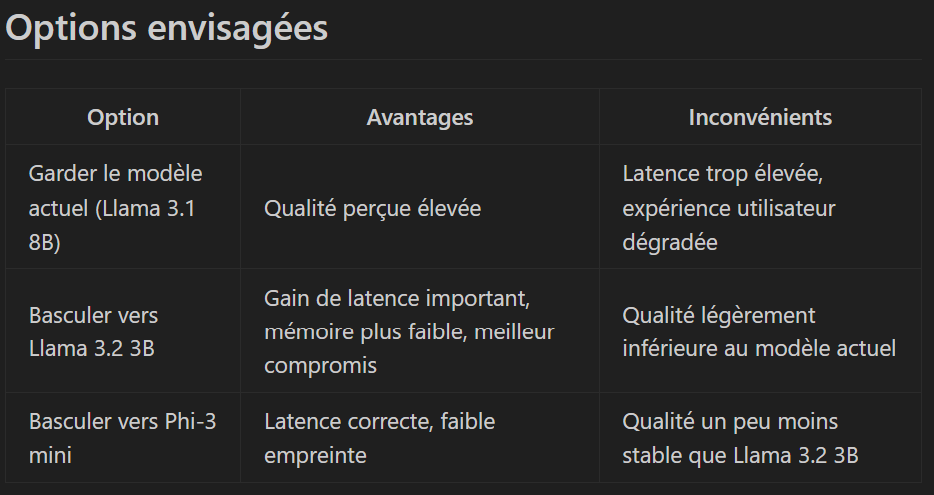 Options envisagées
Option
Avantages
Inconvénients
Garder le modèle
actuel (Llama 3.1
8B)
Qualité perçue élevée
Latence trop élevée,
expérience utilisateur
dégradée
Basculer vers
Llama 3.2 3B
Gain de latence important,
mémoire plus faible, meilleur
compromis
Qualité légèrement
inférieure au modèle actuel
Basculer vers Phi-3
mini
Latence correcte, faible
empreinte
Qualité un peu moins
stable que Llama 3.2 3B